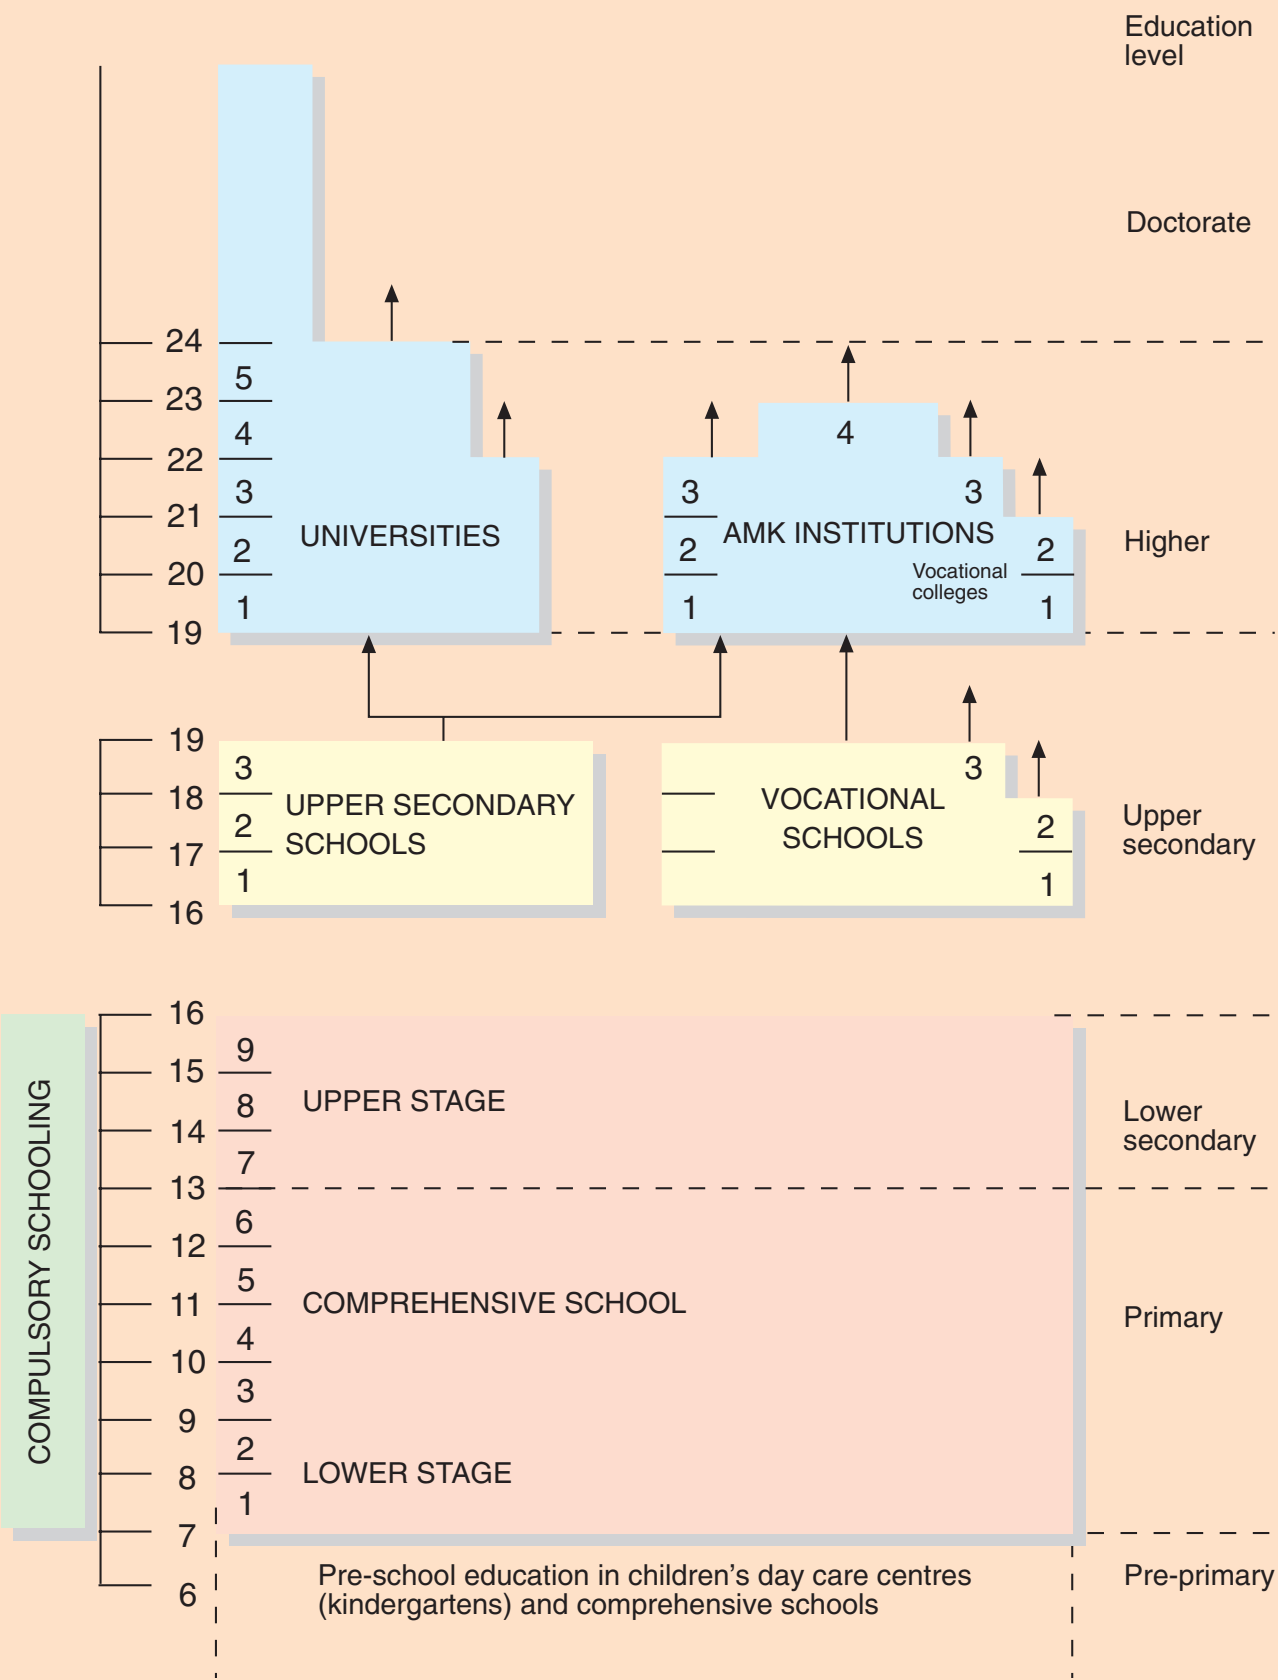 Education
level
Doctorate
24
5
23
4
22
3
21
2
20
1
19
UNIVERSITIES
4
3
2
1
AMK INSTITUTIONS
3
Vocational
colleges
2
1
Higher
19
3
18
2
17
1
16
UPPER SECONDARY
SCHOOLS
VOCATIONAL
SCHOOLS
3
2
1
Upper
secondary
COMPULSORY SCHOOLING
16
9
15
8
14
7
13
6
12
5
11
4
10
3
9
2
8
1
7
6
UPPER STAGE
COMPREHENSIVE SCHOOL
LOWER STAGE
Lower
secondary
Primary
Pre-school education in children’s day care centres
(kindergartens) and comprehensive schools
Pre-primary